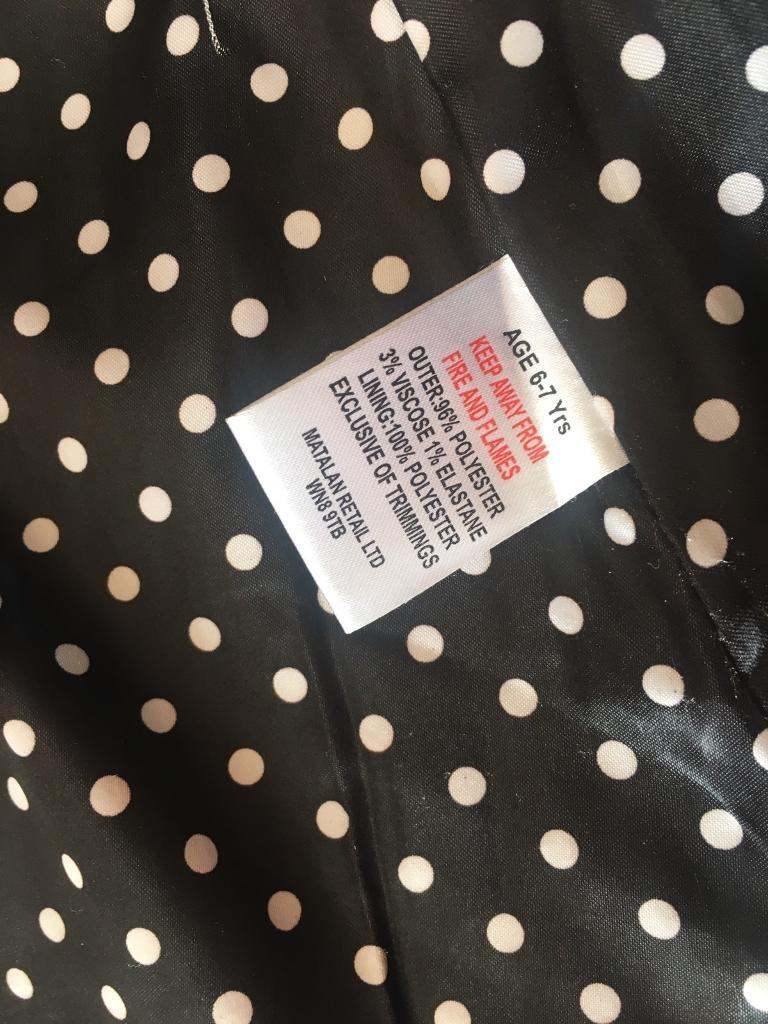 AGE 6-7 Yrs
KEEP AWAY FROM
FIRE AND FLAMES
OUTER:96% POLYESTER
3% VISCOSE 1% ELASTANE
LINING:100% POLYESTER
EXCLUSIVE OF TRIMMINGS
MATALAN RETAIL LTD
WN8 9TB